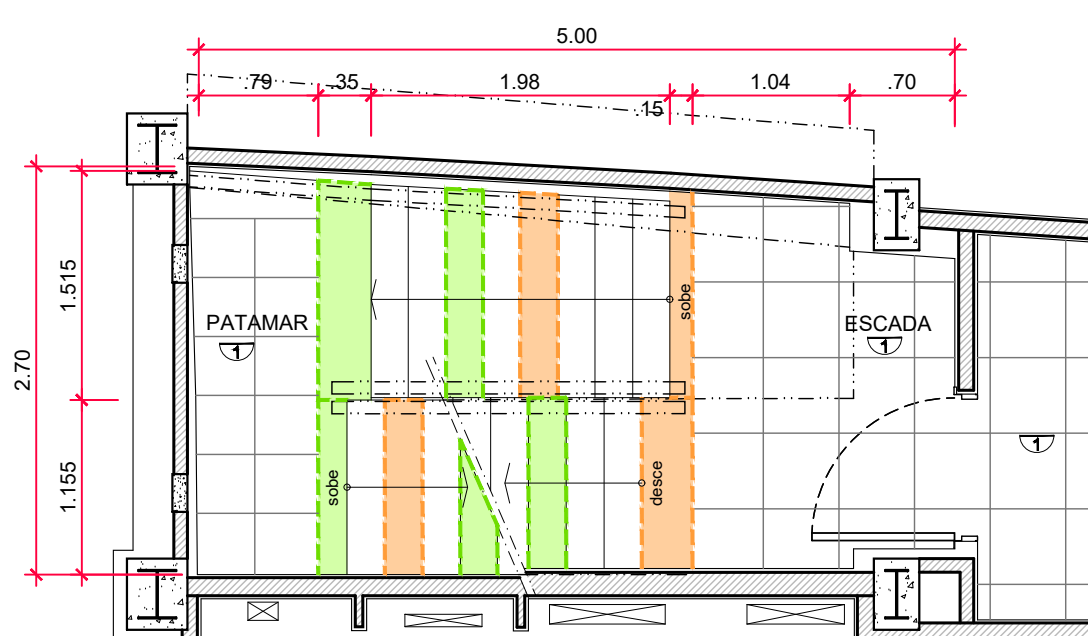 5.00
.79
.35
1.98
.15
1.04
.70
1.515
2.70
1.155
PATAMAR
1
sobe
ESCADA
1
1
sobe
desce